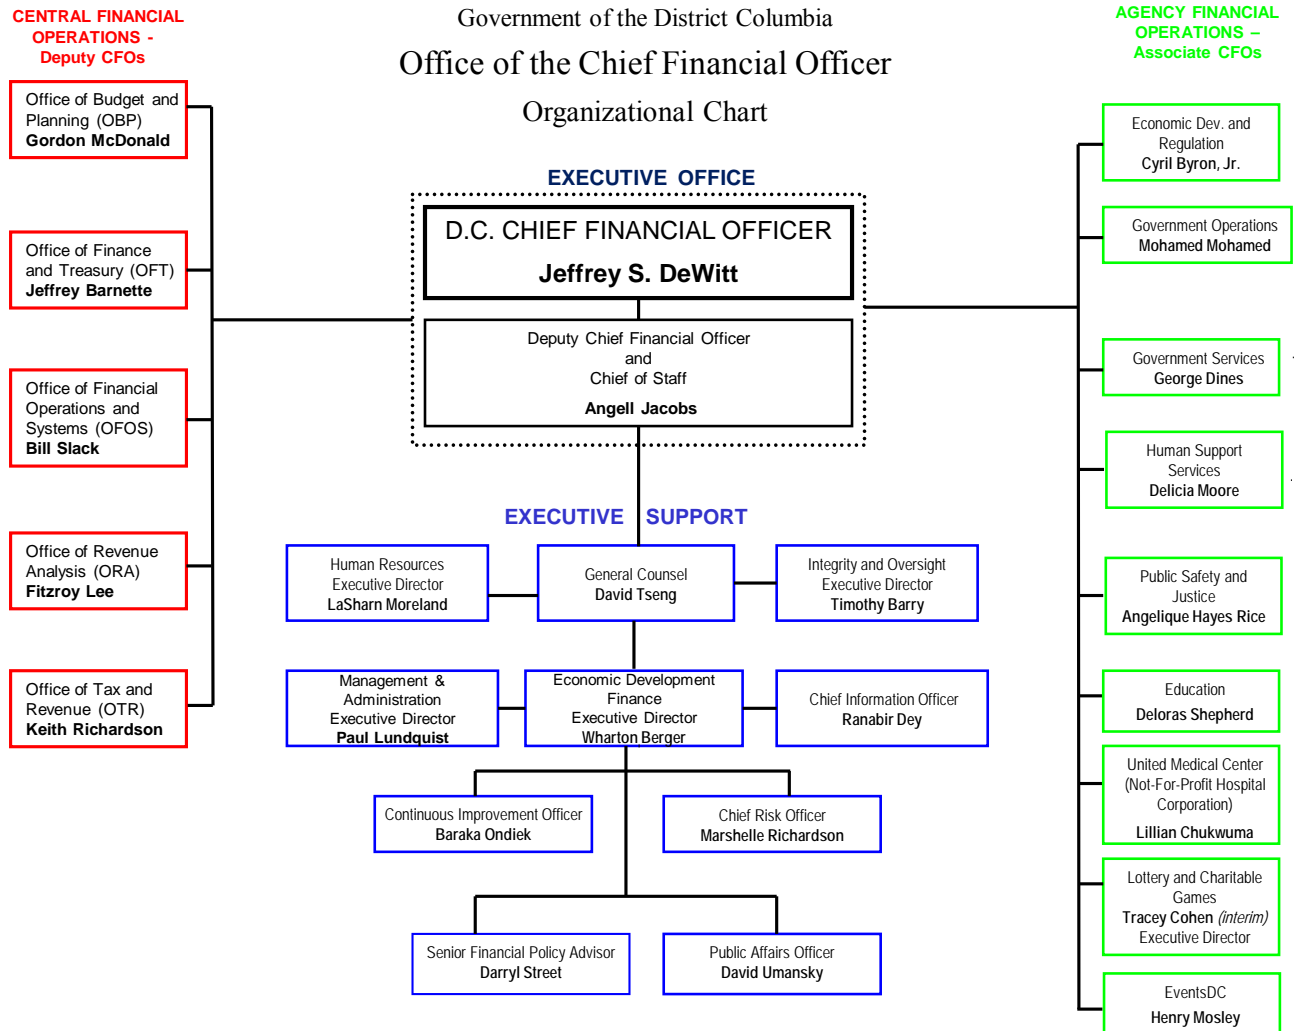 CENTRAL FINANCIAL
OPERATIONS -
Deputy CFOs
Office of Budget and
Planning (OBP)
Gordon McDonald
Office of Finance
and Treasury (OFT)
Jeffrey Barnette
Office of Financial
Operations and
Systems (OFOS)
Bill Slack
Office of Revenue
Analysis (ORA)
Fitzroy Lee
Office of Tax and
Revenue (OTR)
Keith Richardson
Government of the District Columbia
Office of the Chief Financial Officer
Organizational Chart
EXECUTIVE OFFICE
D.C. CHIEF FINANCIAL OFFICER
Jeffrey S. DeWitt
Deputy Chief Financial Officer
and
Chief of Staff
Angell Jacobs
EXECUTIVE SUPPORT
Human Resources
Executive Director
LaSharn Moreland
General Counsel
David Tseng
Integrity and Oversight
Executive Director
Timothy Barry
Management &
Administration
Executive Director
Paul Lundquist
Economic Development
Finance
Executive Director
Wharton Berger
Chief Information Officer
Ranabir Dey
Continuous Improvement Officer
Baraka Ondiek
Chief Risk Officer
Marshelle Richardson
Senior Financial Policy Advisor
Darryl Street
Public Affairs Officer
David Umansky
AGENCY FINANCIAL
OPERATIONS –
Associate CFOs
Economic Dev. and
Regulation
Cyril Byron, Jr.
Government Operations
Mohamed Mohamed
Government Services
George Dines
Human Support
Services
Delicia Moore
Public Safety and
Justice
Angelique Hayes Rice
Education
Deloras Shepherd
United Medical Center
(Not-For-Profit Hospital
Corporation)
Lillian Chukwuma
Lottery and Charitable
Games
Tracey Cohen (interim)
Executive Director
EventsDC
Henry Mosley